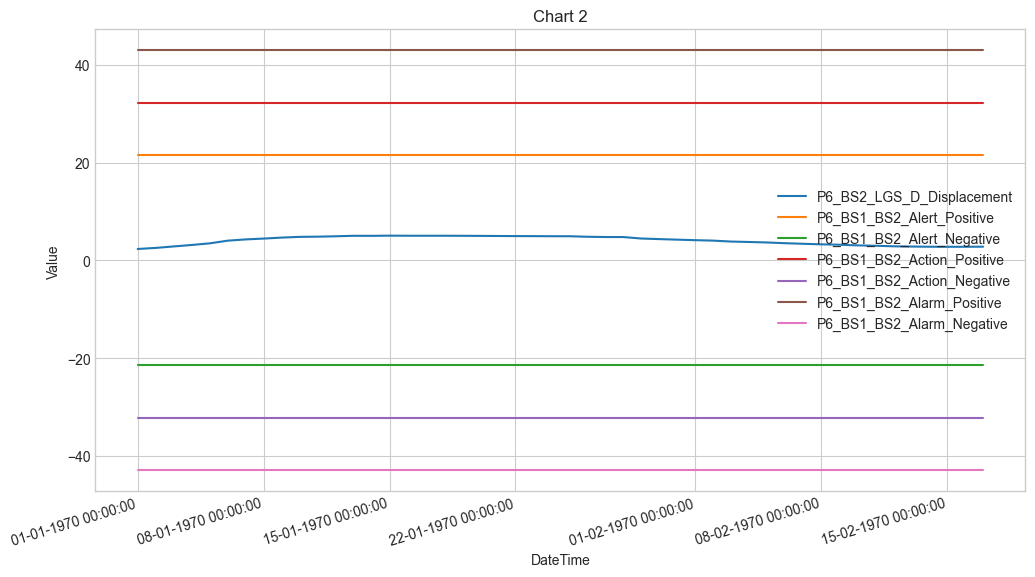 Chart 2
Value
40
20
0
−20
−40
P6_BS2_LGS_D_Displacement
P6_BS1_BS2_Alert_Positive
P6_BS1_BS2_Alert_Negative
P6_BS1_BS2_Action_Positive
P6_BS1_BS2_Action_Negative
P6_BS1_BS2_Alarm_Positive
P6_BS1_BS2_Alarm_Negative
01-01-1970 00:00:00
08-01-1970 00:00:00
15-01-1970 00:00:00
22-01-1970 00:00:00
01-02-1970 00:00:00
08-02-1970 00:00:00
15-02-1970 00:00:00
DateTime